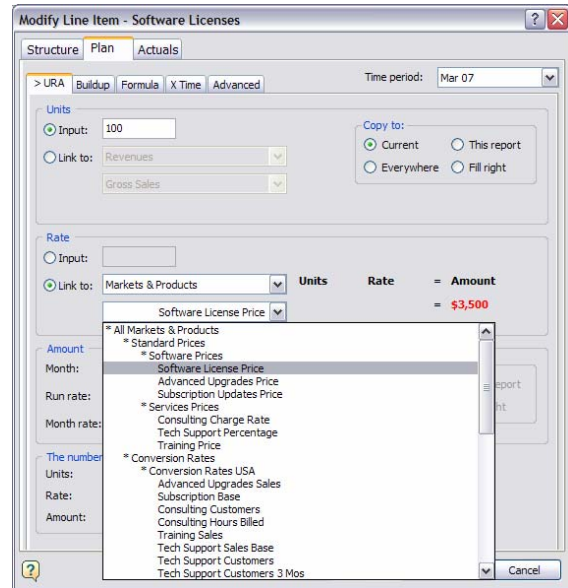 Modify Line Item - Software Licenses
Structure Plan Actuals
> URA Buildup Formula X Time Advanced
Time period: Mar 07
Units
Input: 100
Link to: Revenues
Gross Sales
Copy to:
Current This report
Everywhere Fill right
Rate
Input:
Link to: Markets & Products
Software License Price
Units Rate = Amount
= $3,500
* All Markets & Products
* Standard Prices
* Software Prices
Software License Price
Advanced Upgrades Price
Subscription Updates Price
* Services Prices
Consulting Charge Rate
Tech Support Percentage
Training Price
* Conversion Rates
* Conversion Rates USA
Advanced Upgrades Sales
Subscription Base
Consulting Customers
Consulting Hours Billed
Training Sales
Tech Support Sales Base
Tech Support Customers
Tech Support Customers 3 Mos
Amount
Month:
Run rate:
Month rate:
eport
ht
The number
Units:
Rate:
Amount:
Cancel